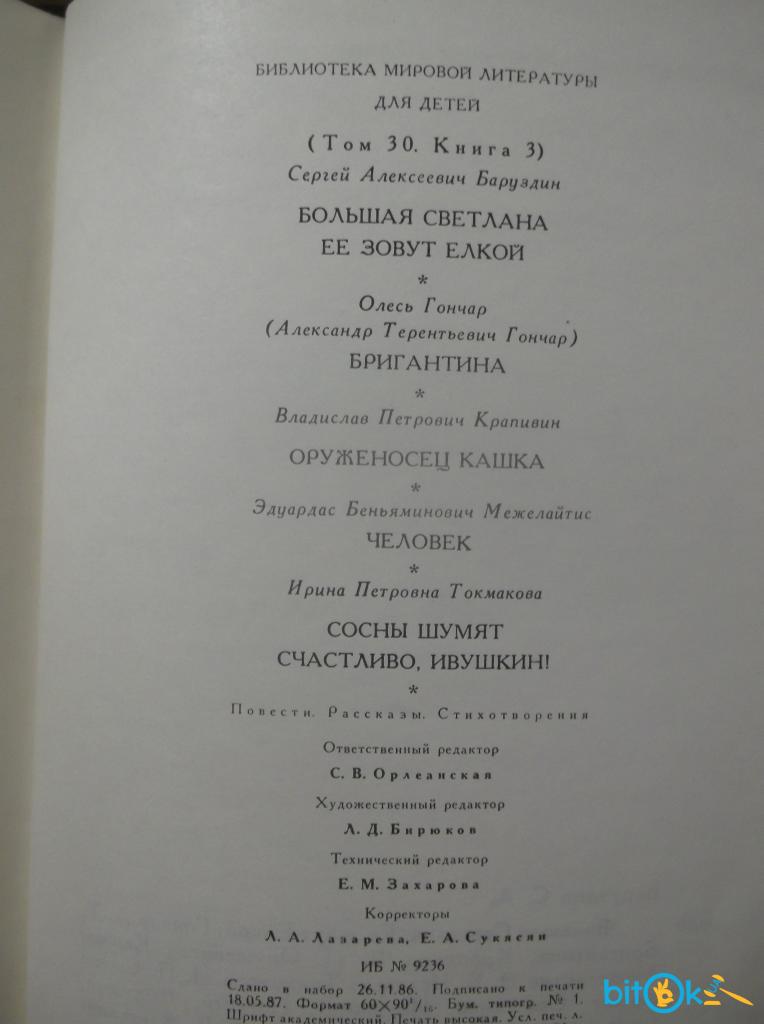 БИБЛИОТЕКА МИРОВОЙ ЛИТЕРАТУРЫ
ДЛЯ ДЕТЕЙ
(Том 30. Книга 3)
Сергей Алексеевич Баруздин
БОЛЬШАЯ СВЕТЛАНА
ЕЕ ЗОВУТ ЕЛКОЙ
*
Олесь Гончар
(Александр Терентьевич Гончар)
БРИГАНТИНА
*
Владислав Петрович Крапивин
ОРУЖЕНОСЕЦ КАШКА
*
Эдуардас Беньяминович Межелайтис
ЧЕЛОВЕК
*
Ирина Петровна Токмакова
СОСНЫ ШУМЯТ
СЧАСТЛИВО, ИВУШКИН!
*
Повести. Рассказы. Стихотворения
Ответственный редактор
С. В. Орлеанская
Художественный редактор
Л. Д. Бирюков
Технический редактор
Е. М. Захарова
Корректоры
Л. А. Лазарева, Е. А. Сукясян
ИБ № 9236
Сдано в набор 26.11.86. Подписано к печати
18.05.87. Формат 60×90¹/₁₆. Бум. типогр. № 1.
Шрифт академический. Печать высокая. Усл. печ. л.
bitok.ua